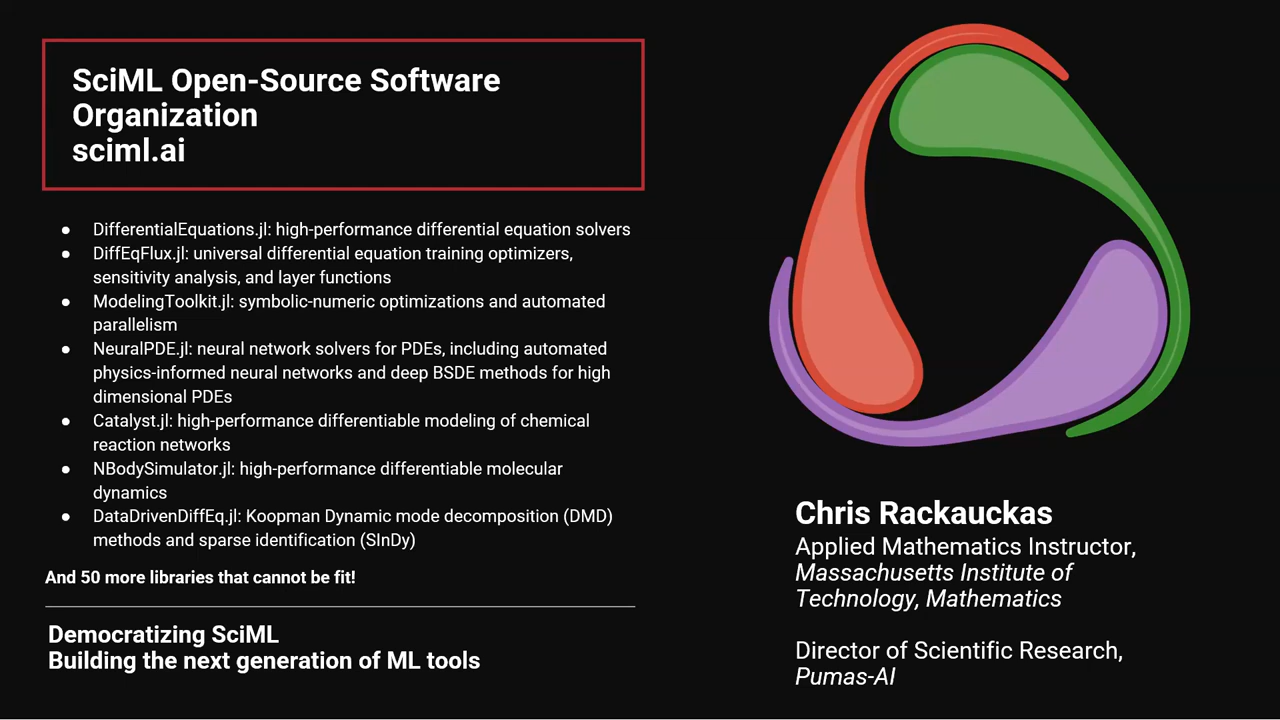 SciML Open-Source Software
Organization
sciml.ai
● DifferentialEquations.jl: high-performance differential equation solvers
● DiffEqFlux.jl: universal differential equation training optimizers,
sensitivity analysis, and layer functions
● ModelingToolkit.jl: symbolic-numeric optimizations and automated
parallelism
● NeuralPDE.jl: neural network solvers for PDEs, including automated
physics-informed neural networks and deep BSDE methods for high
dimensional PDEs
● Catalyst.jl: high-performance differentiable modeling of chemical
reaction networks
● NBodySimulator.jl: high-performance differentiable molecular
dynamics
● DataDrivenDiffEq.jl: Koopman Dynamic mode decomposition (DMD)
methods and sparse identification (SInDy)
And 50 more libraries that cannot be fit!
Democratizing SciML
Building the next generation of ML tools
Chris Rackauckas
Applied Mathematics Instructor,
Massachusetts Institute of
Technology, Mathematics
Director of Scientific Research,
Pumas-AI